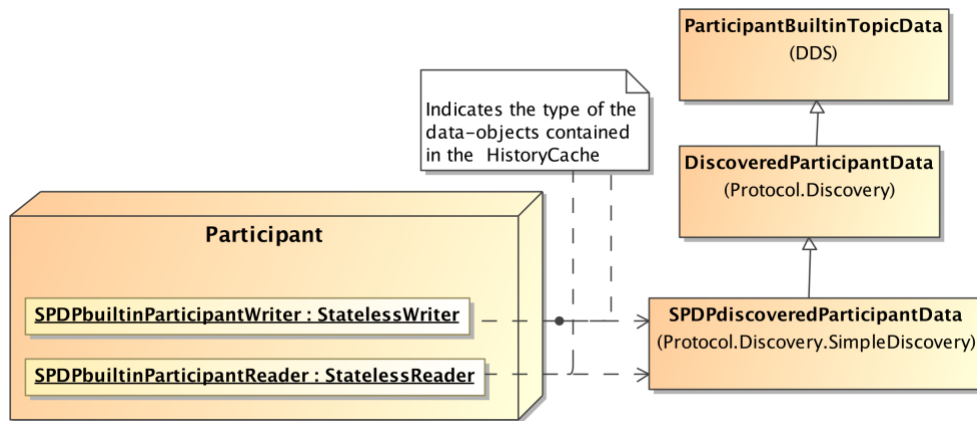 ParticipantBuiltinTopicData
(DDS)
Indicates the type of the
data-objects contained
in the HistoryCache
DiscoveredParticipantData
(Protocol.Discovery)
Participant
SPDPbuiltinParticipantWriter : StatelessWriter
SPDPbuiltinParticipantReader : StatelessReader
SPDPdiscoveredParticipantData
(Protocol.Discovery.SimpleDiscovery)